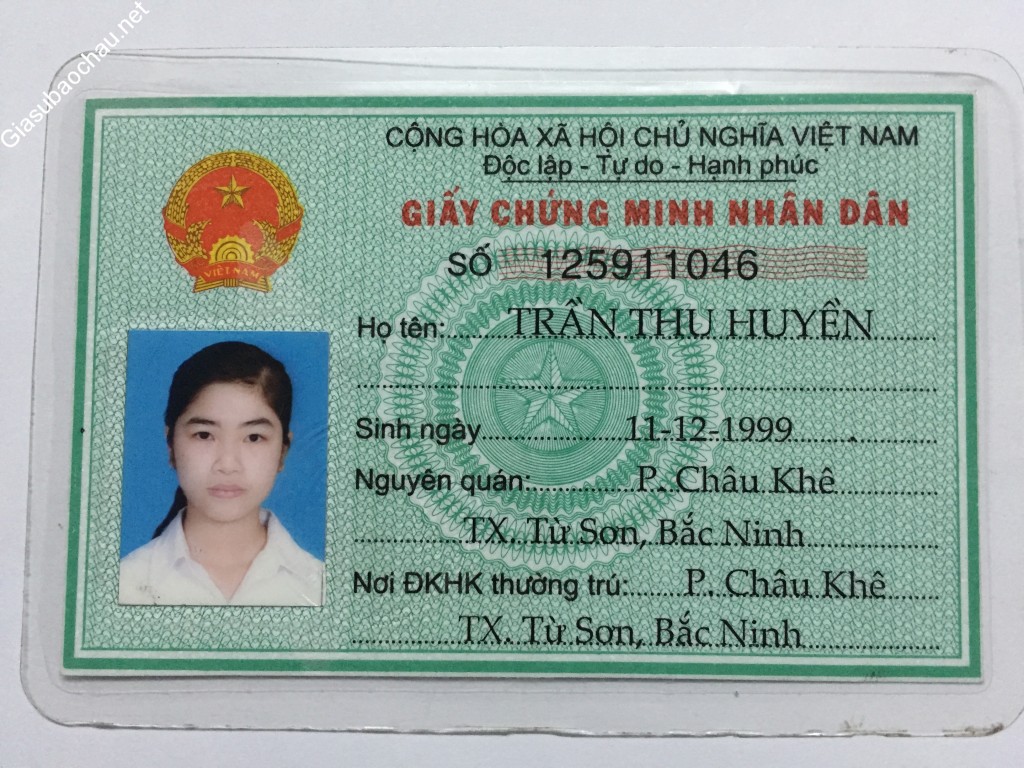 Giasubaochau.net
CỘNG HÒA XÃ HỘI CHỦ NGHĨA VIỆT NAM
Độc lập - Tự do - Hạnh phúc
GIẤY CHỨNG MINH NHÂN DÂN
SỐ 125911046
VIỆT NAM
Họ tên: TRẦN THU HUYỀN
Sinh ngày 11-12-1999
Nguyên quán: P. Châu Khê
TX. Từ Sơn, Bắc Ninh
Nơi ĐKHK thường trú: P. Châu Khê
TX. Từ Sơn, Bắc Ninh